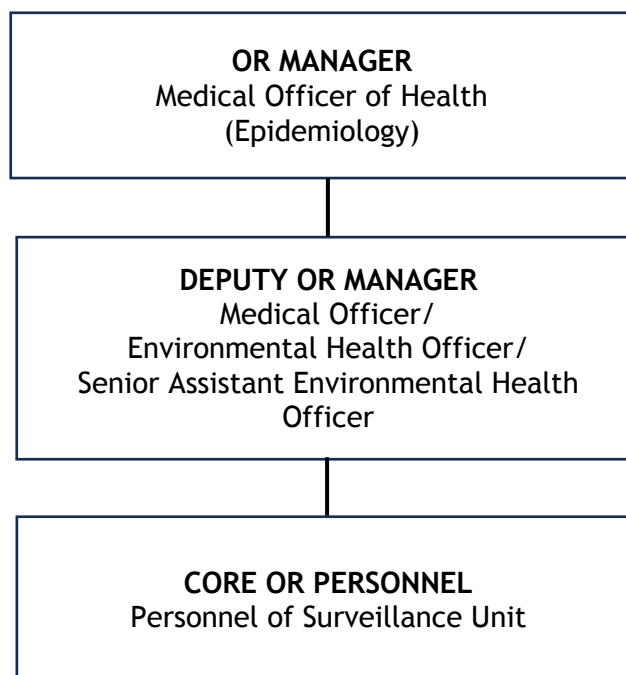 OR MANAGER
Medical Officer of Health
(Epidemiology)
DEPUTY OR MANAGER
Medical Officer/
Environmental Health Officer/
Senior Assistant Environmental Health
Officer
CORE OR PERSONNEL
Personnel of Surveillance Unit